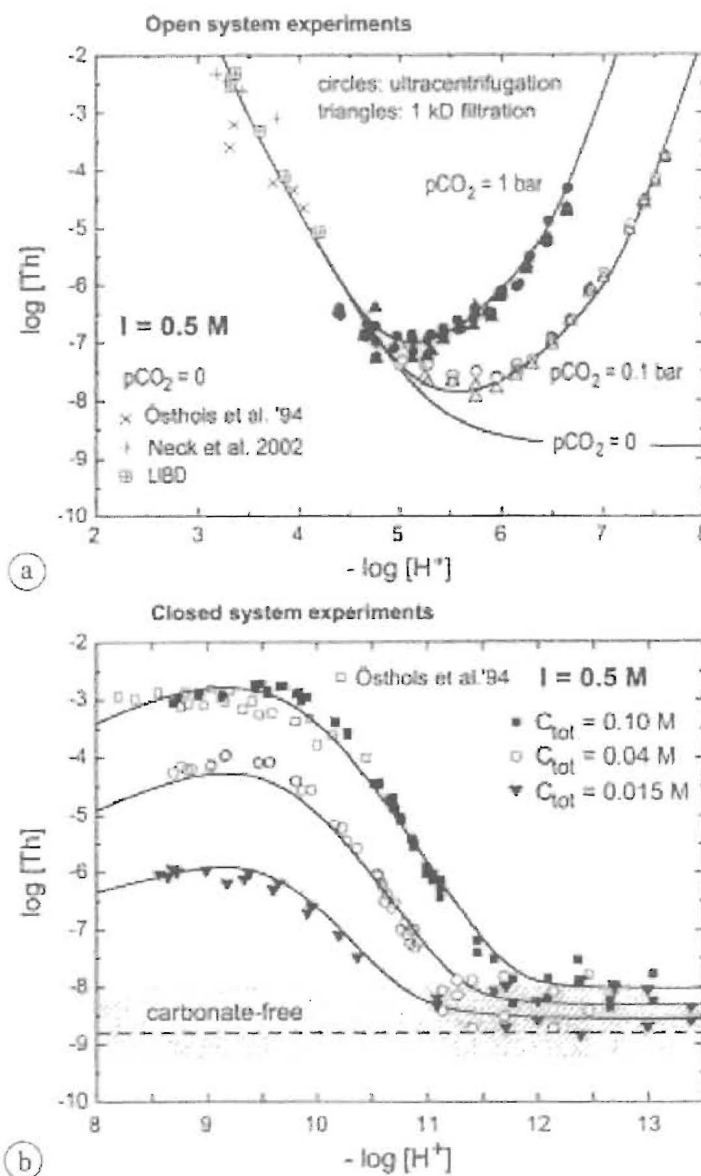 Open system experiments
-2
-3
-4
-5
-6
-7
-8
-9
-10
log [Th]
circles: ultracentrifugation
triangles: 1 kD filtration
pCO2 = 1 bar
I = 0.5 M
pCO2 = 0
× Östhols et al. '94
+ Neck et al. 2002
⊞ LIBD
pCO2 = 0.1 bar
pCO2 = 0
2 3 4 5 6 7 8
- log [H+]
a
Closed system experiments
-2
-3
-4
-5
-6
-7
-8
-9
-10
log [Th]
□ Östhols et al.'94 I = 0.5 M
■ Ctot = 0.10 M
○ Ctot = 0.04 M
▼ Ctot = 0.015 M
carbonate-free
8 9 10 11 12 13
- log [H+]
b